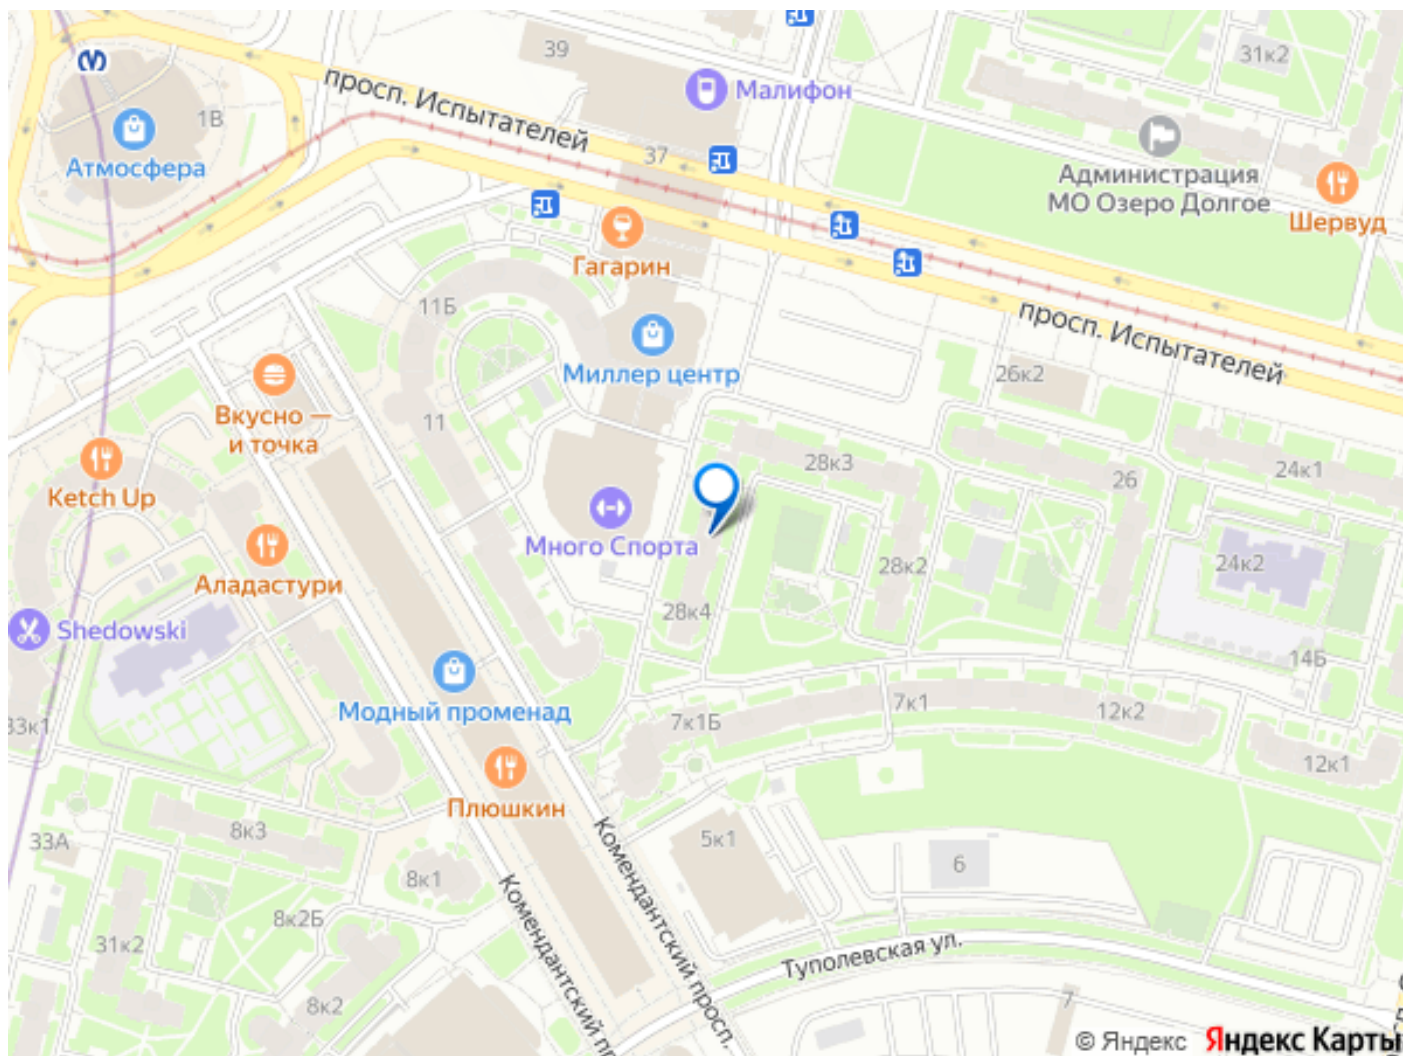 39
31к2
1В
Малифон
просп. Испытателей
Атмосфера
37
Администрация
МО Озеро Долгое
Шервуд
Гагарин
11Б
просп. Испытателей
Миллер центр
26к2
Вкусно —
и точка
11
28к3
24к1
26
Ketch Up
Много Спорта
Аладастури
28к2
24к2
28к4
Shedowski
14Б
Модный променад
7к1Б
7к1
12к2
33к1
12к1
Плюшкин
8к3
33А
5к1
6
8к1
Комендантский просп.
Комендантский пр
8к2Б
31к2
Туполевская ул.
8к2
7
© Яндекс Яндекс Карты